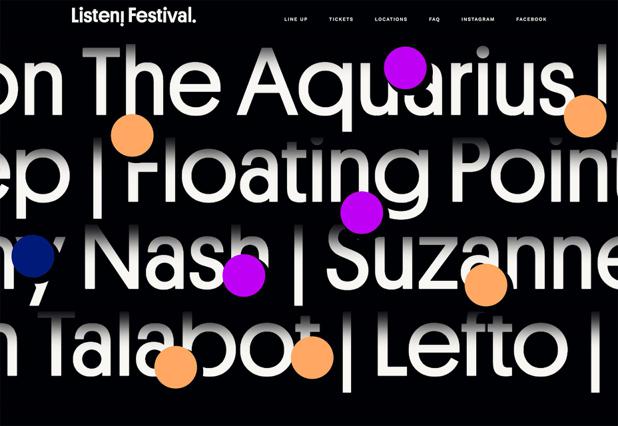 Listen! Festival.
LINE UP TICKETS LOCATIONS FAQ INSTAGRAM FACEBOOK
on The Aquarius |
ep | Floating Point
Nash | Suzanne
n Talabot | Lefto |